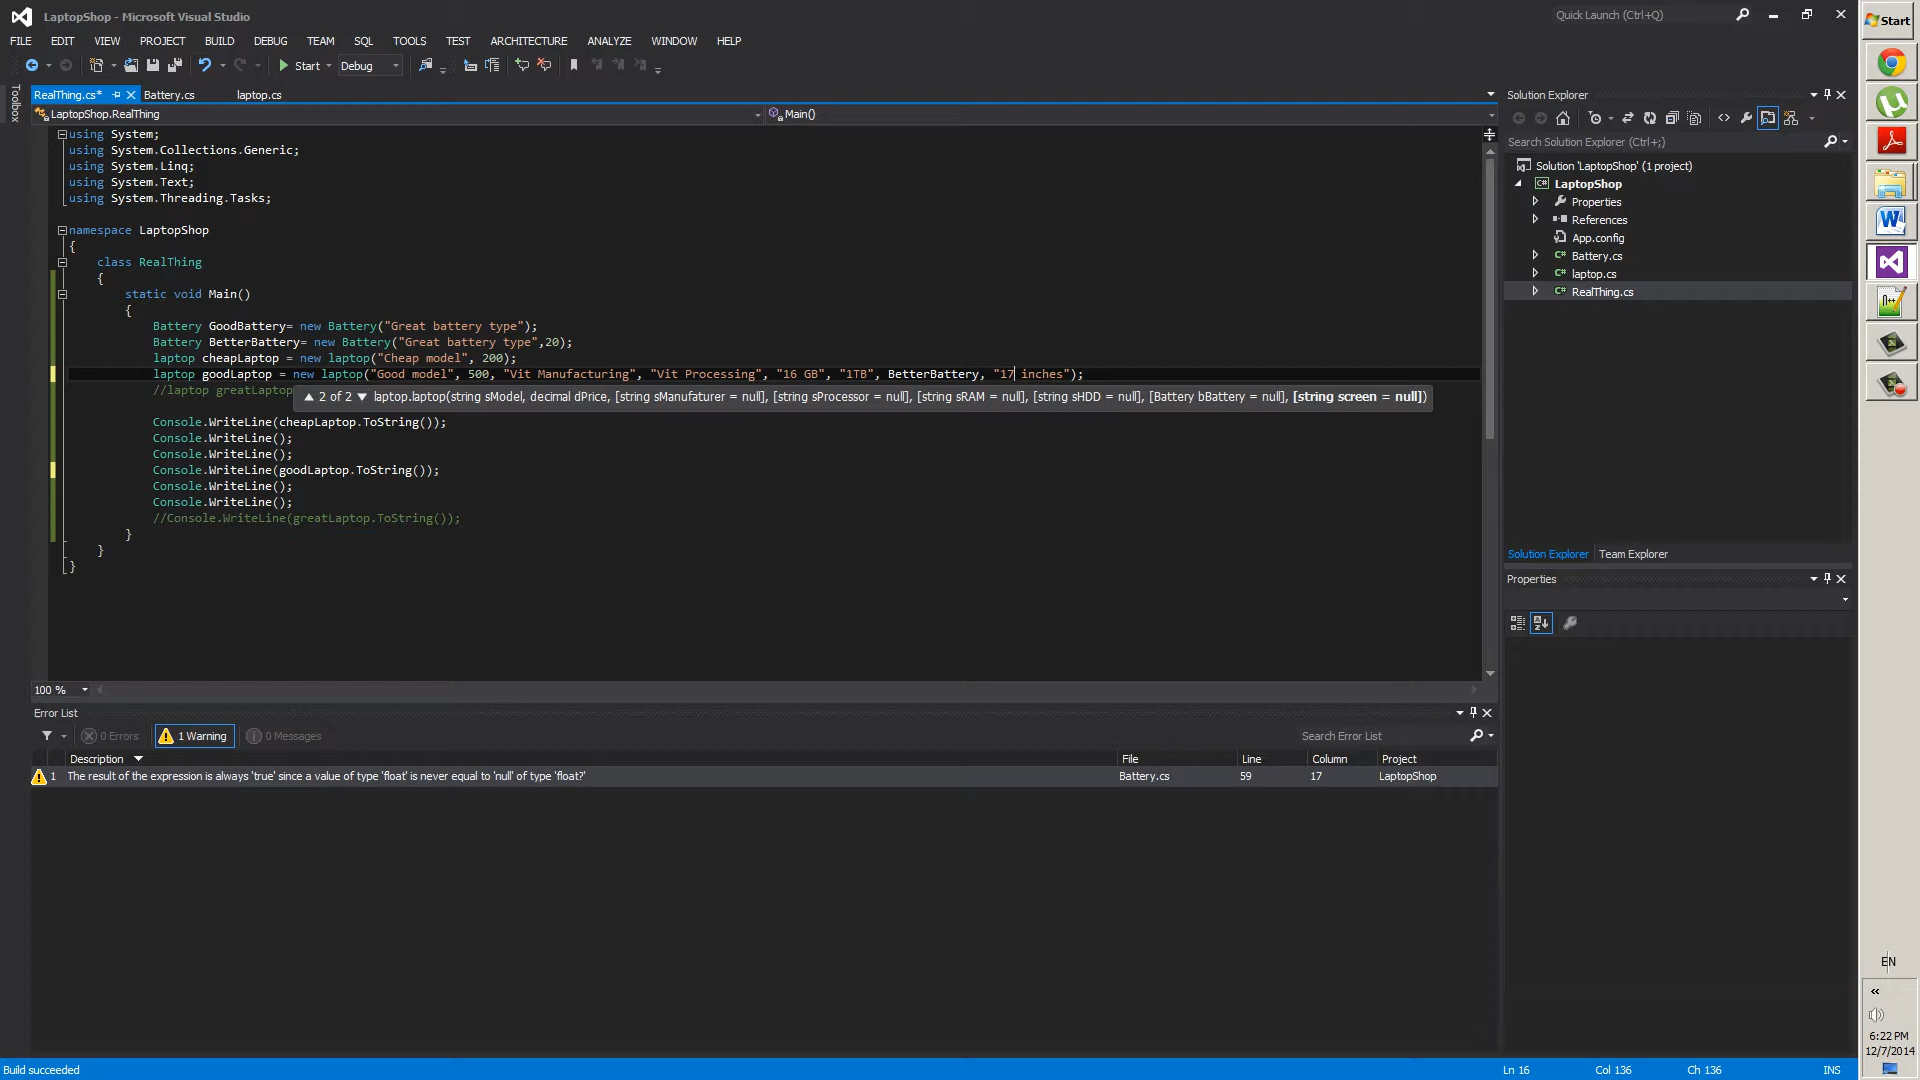 LaptopShop - Microsoft Visual Studio
Quick Launch (Ctrl+Q)
Start
FILE EDIT VIEW PROJECT BUILD DEBUG TEAM SQL TOOLS TEST ARCHITECTURE ANALYZE WINDOW HELP
Start Debug
Toolbox
RealThing.cs* Battery.cs laptop.cs
LaptopShop.RealThing Main()
using System;
using System.Collections.Generic;
using System.Linq;
using System.Text;
using System.Threading.Tasks;
namespace LaptopShop
{
class RealThing
{
static void Main()
{
Battery GoodBattery= new Battery("Great battery type");
Battery BetterBattery= new Battery("Great battery type",20);
laptop cheapLaptop = new laptop("Cheap model", 200);
laptop goodLaptop = new laptop("Good model", 500, "Vit Manufacturing", "Vit Processing", "16 GB", "1TB", BetterBattery, "17 inches");
//laptop greatLaptop
2 of 2 laptop.laptop(string sModel, decimal dPrice, [string sManufaturer = null], [string sProcessor = null], [string sRAM = null], [string sHDD = null], [Battery bBattery = null], [string screen = null])
Console.WriteLine(cheapLaptop.ToString());
Console.WriteLine();
Console.WriteLine();
Console.WriteLine(goodLaptop.ToString());
Console.WriteLine();
Console.WriteLine();
//Console.WriteLine(greatLaptop.ToString());
}
}
}
100 %
Solution Explorer
Search Solution Explorer (Ctrl+;)
Solution 'LaptopShop' (1 project)
LaptopShop
Properties
References
App.config
Battery.cs
laptop.cs
RealThing.cs
Solution Explorer Team Explorer
Properties
Error List
0 Errors 1 Warning 0 Messages Search Error List
Description File Line Column Project
1 The result of the expression is always 'true' since a value of type 'float' is never equal to 'null' of type 'float?' Battery.cs 59 17 LaptopShop
EN
6:22 PM
12/7/2014
Build succeeded Ln 16 Col 136 Ch 136 INS